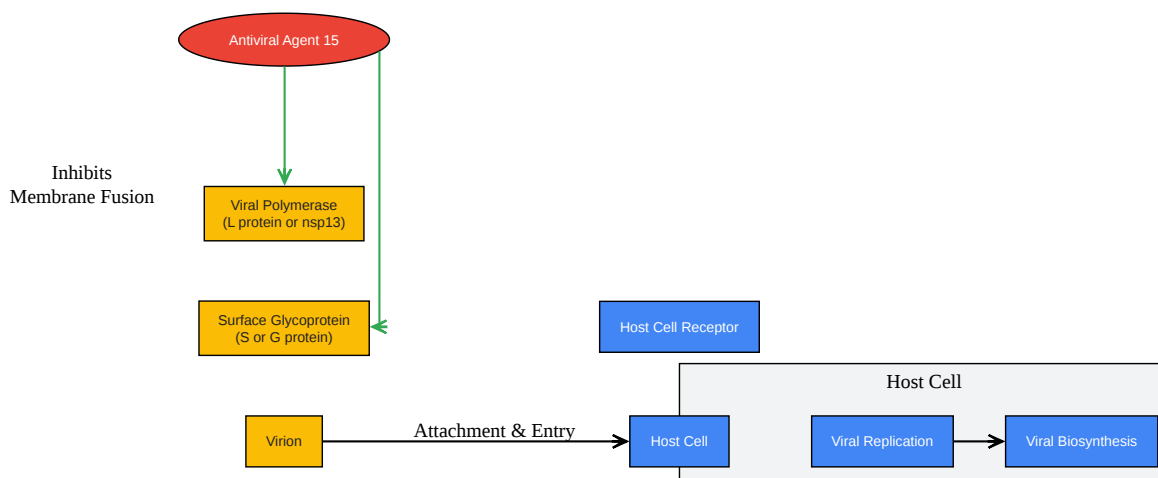 Antiviral Agent 15
Inhibits
Membrane Fusion
Viral Polymerase
(L protein or nsp13)
Surface Glycoprotein
(S or G protein)
Host Cell Receptor
Host Cell
Virion
Attachment & Entry
Host Cell
Viral Replication
Viral Biosynthesis